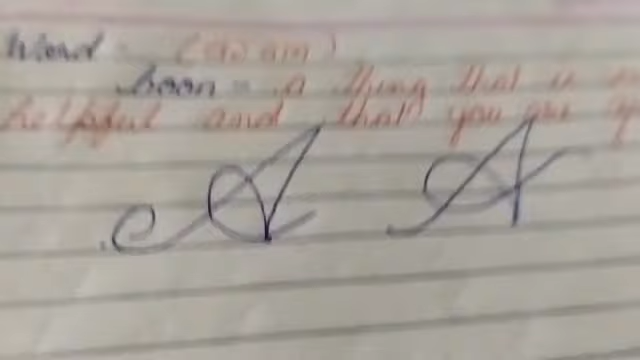 Word
boon = a thing that is
helpful and that you are
A A